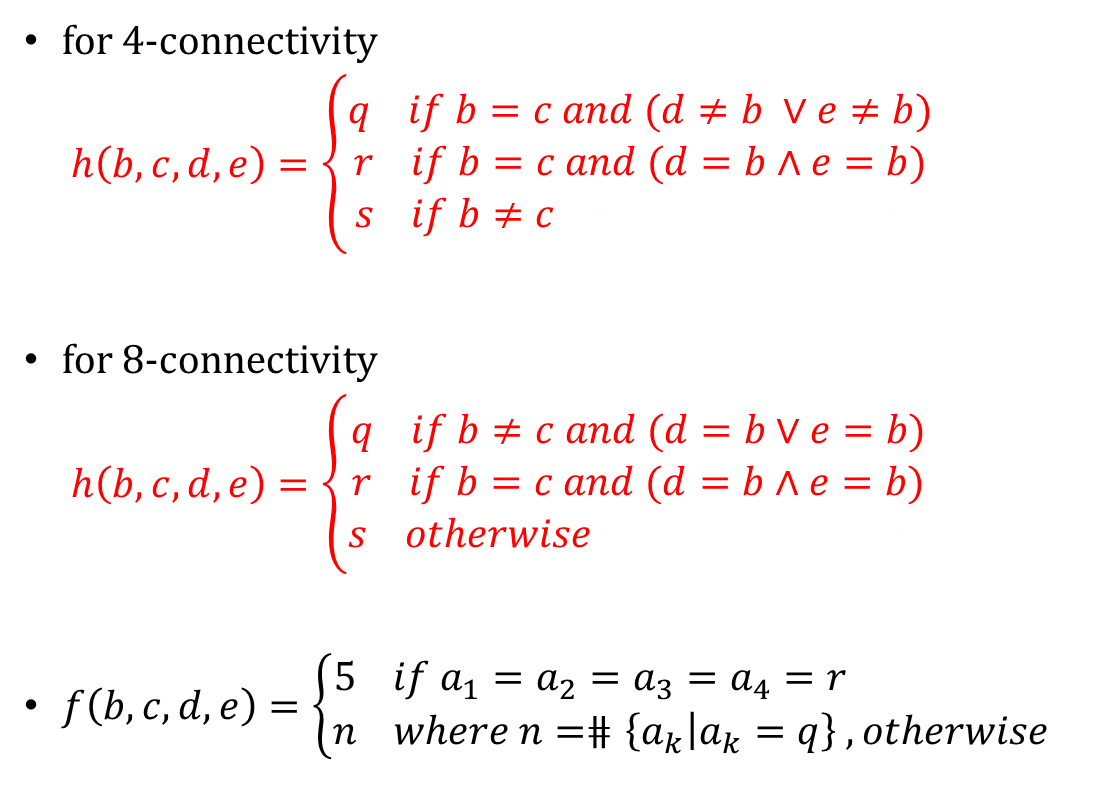 • for 4-connectivity
h(b, c, d, e) = { q if b = c and (d ≠ b ∨ e ≠ b)
r if b = c and (d = b ∧ e = b)
s if b ≠ c
• for 8-connectivity
h(b, c, d, e) = { q if b ≠ c and (d = b ∨ e = b)
r if b = c and (d = b ∧ e = b)
s otherwise
• f(b, c, d, e) = { 5 if a₁ = a₂ = a₃ = a₄ = r
n where n = # {aₖ|aₖ = q} , otherwise